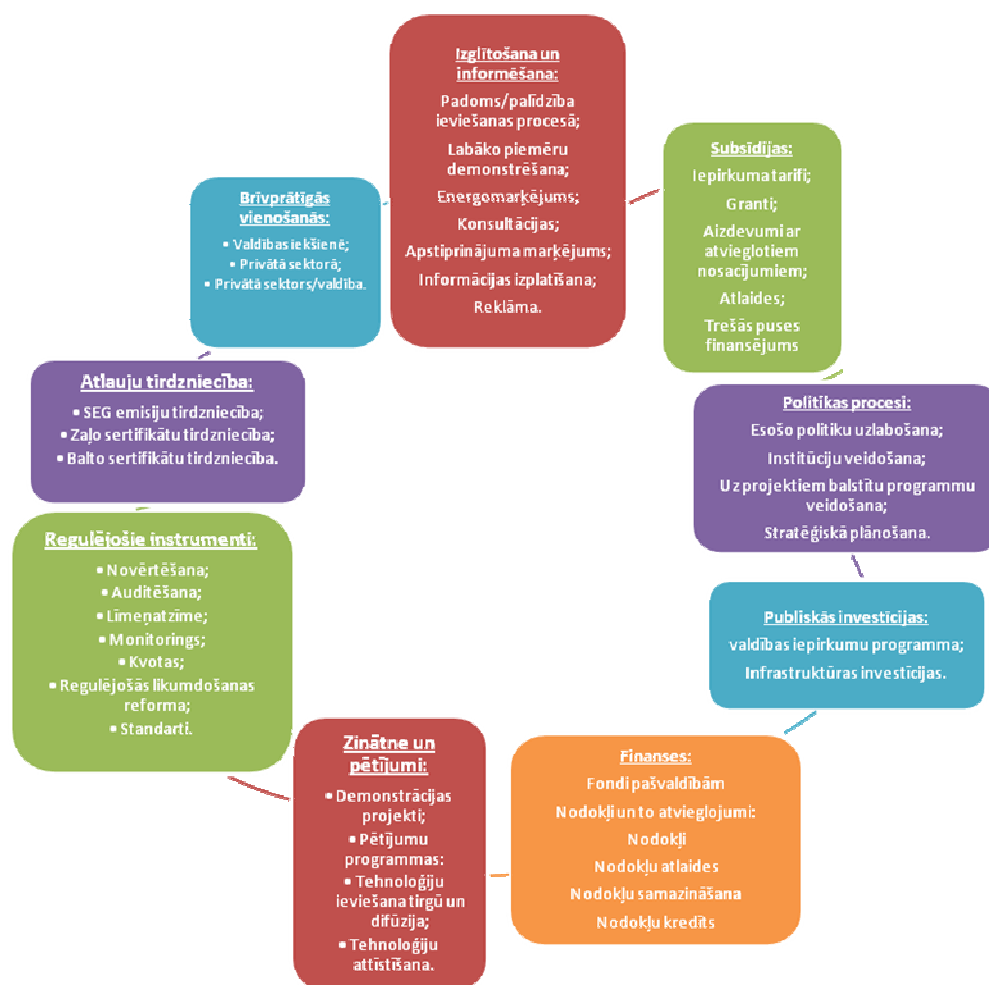 Izglītošana un
informēšana:
Padoms/palīdzība
ieviešanas procesā;
Labāko piemēru
demonstrēšana;
Energomarķējums;
Konsultācijas;
Apstiprinājuma marķējums;
Informācijas izplatīšana;
Reklāma.
Subsīdijas:
Iepirkuma tarifi;
Granti;
Aizdevumi ar
atvieglotiem
nosacījumiem;
Atlaides;
Trešās puses
finansējums
Politikas procesi:
Esošo politiku uzlabošana;
Institūciju veidošana;
Uz projektiem balstītu programmu
veidošana;
Stratēģiskā plānošana.
Publiskās investīcijas:
valdības iepirkumu programma;
Infrastruktūras investīcijas.
Finanses:
Fondi pašvaldībām
Nodokļi un to atvieglojumi:
Nodokļi
Nodokļu atlaides
Nodokļu samazināšana
Nodokļu kredīts
Zinātne un
pētījumi:
• Demonstrācijas
projekti;
• Pētījumu
programmas:
• Tehnoloģiju
ieviešana tirgū un
difūzija;
• Tehnoloģiju
attīstīšana.
Regulējošie instrumenti:
• Novērtēšana;
• Auditēšana;
• Līmeņatzīme;
• Monitorings;
• Kvotas;
• Regulējošās likumdošanas
reforma;
• Standarti.
Atļauju tirdzniecība:
• SEG emisiju tirdzniecība;
• Zaļo sertifikātu tirdzniecība;
• Balto sertifikātu tirdzniecība.
Brīvprātīgās
vienošanās:
• Valdības iekšienē;
• Privātā sektorā;
• Privātā sektors/valdība.